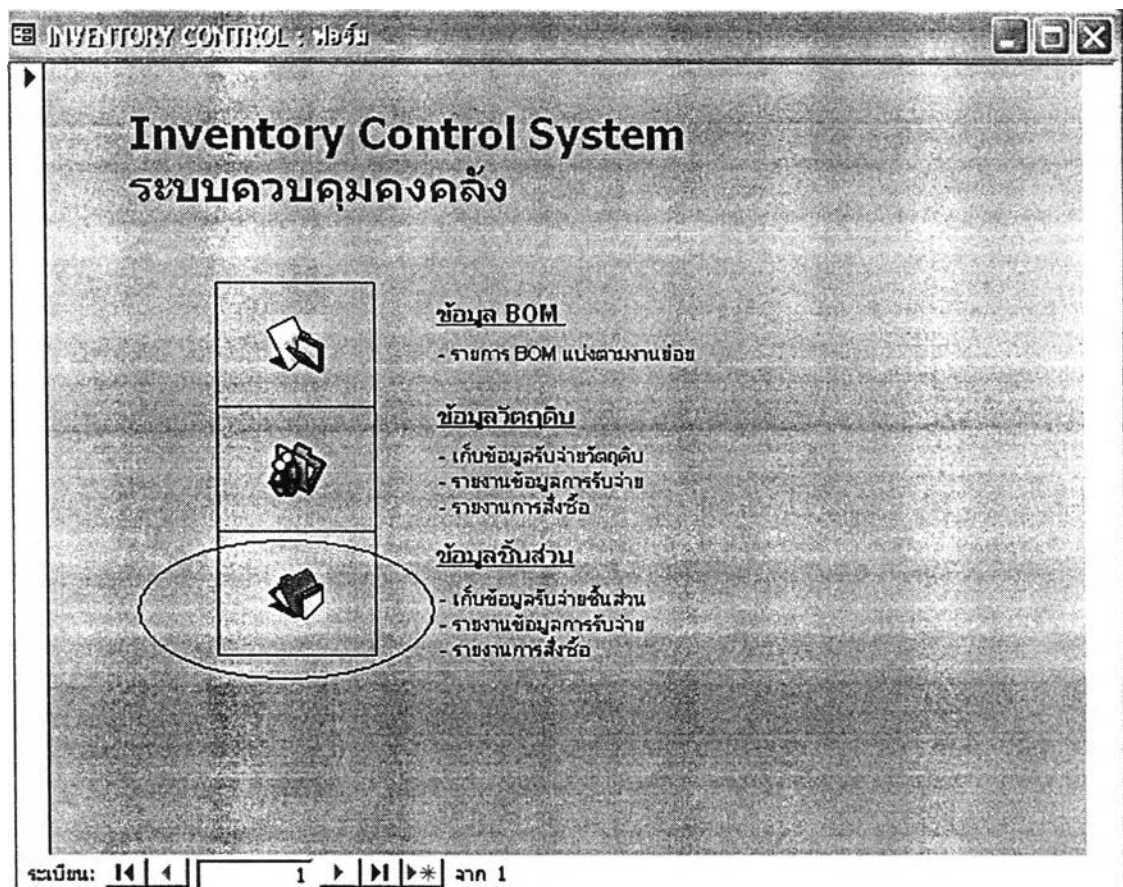 INVENTORY CONTROL : ฟอร์ม
Inventory Control System
ระบบควบคุมคงคลัง
ข้อมูล BOM
- รายการ BOM แบ่งตามงานย่อย
ข้อมูลวัตถุดิบ
- เก็บข้อมูลรับจ่ายวัตถุดิบ
- รายงานข้อมูลการรับจ่าย
- รายงานการสั่งซื้อ
ข้อมูลชิ้นส่วน
- เก็บข้อมูลรับจ่ายชิ้นส่วน
- รายงานข้อมูลการรับจ่าย
- รายงานการสั่งซื้อ
ระเบียน: 1 จาก 1